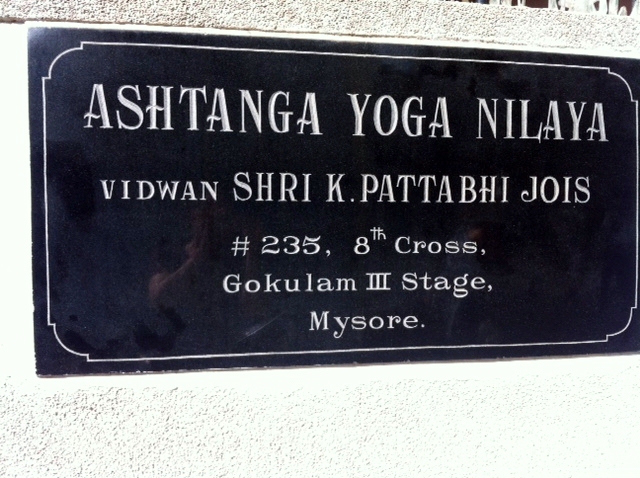 ASHTANGA YOGA NILAYA
VIDWAN SHRI K. PATTABHI JOIS
# 235, 8th Cross,
Gokulam III Stage,
Mysore.